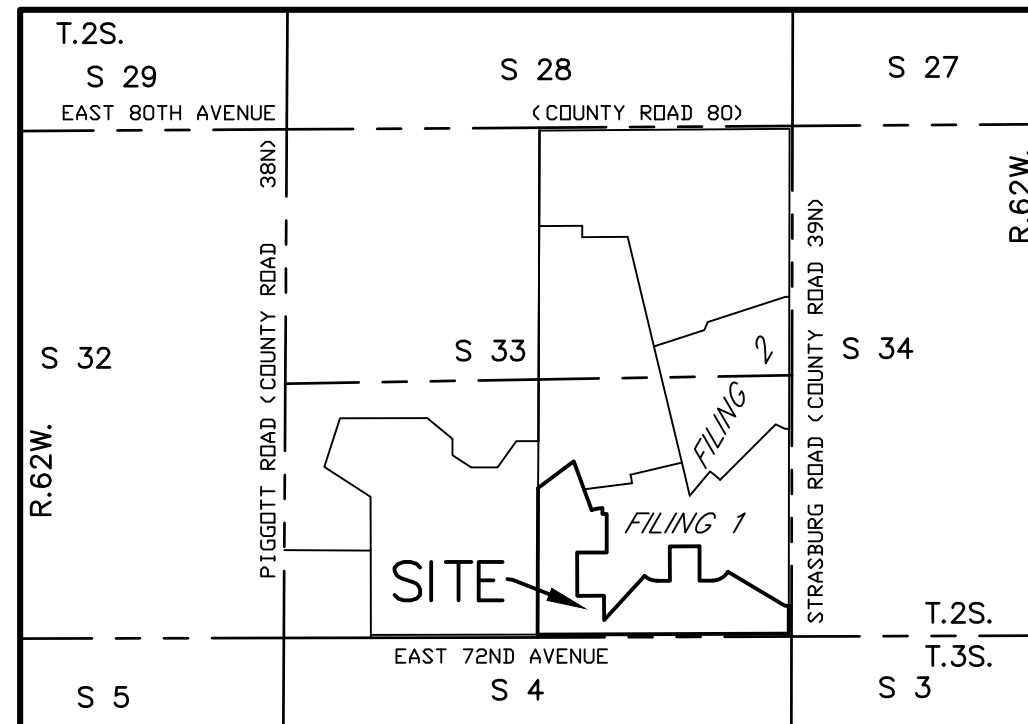 T.2S.
S 29
S 28
S 27
EAST 80TH AVENUE
(COUNTY ROAD 80)
PIGGOTT ROAD (COUNTY ROAD 38N)
STRASBURG ROAD (COUNTY ROAD 39N)
R.62W.
S 32
S 33
S 34
FILING 2
R.62W.
FILING 1
SITE
T.2S.
EAST 72ND AVENUE
T.3S.
S 5
S 4
S 3